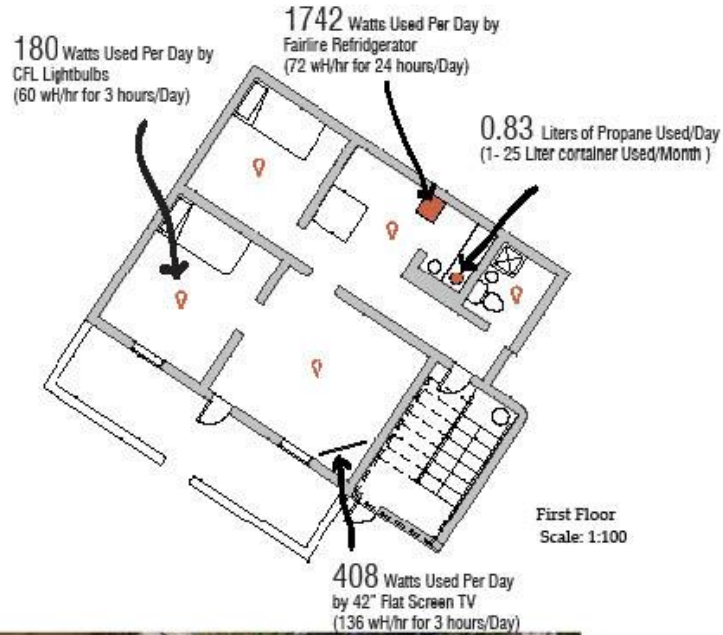 1742 Watts Used Per Day by
Fairlire Refridgerator
(72 wH/hr for 24 hours/Day)
180 Watts Used Per Day by
CFL Lightbulbs
(60 wH/hr for 3 hours/Day)
0.83 Liters of Propane Used/Day
(1- 25 Liter container Used/Month )
First Floor
Scale: 1:100
408 Watts Used Per Day
by 42" Flat Screen TV
(136 wH/hr for 3 hours/Day)